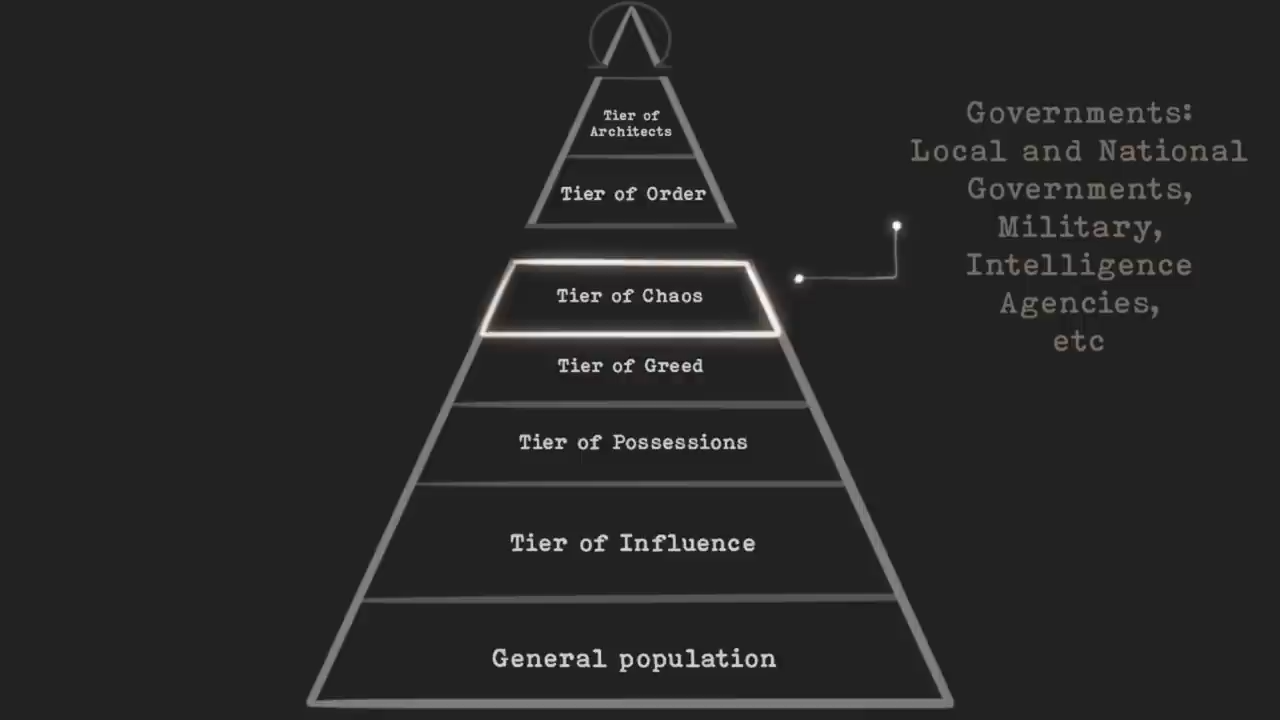 Tier of
Architects
Tier of Order
Tier of Chaos
Tier of Greed
Tier of Possessions
Tier of Influence
General population
Governments:
Local and National
Governments,
Military,
Intelligence
Agencies,
etc